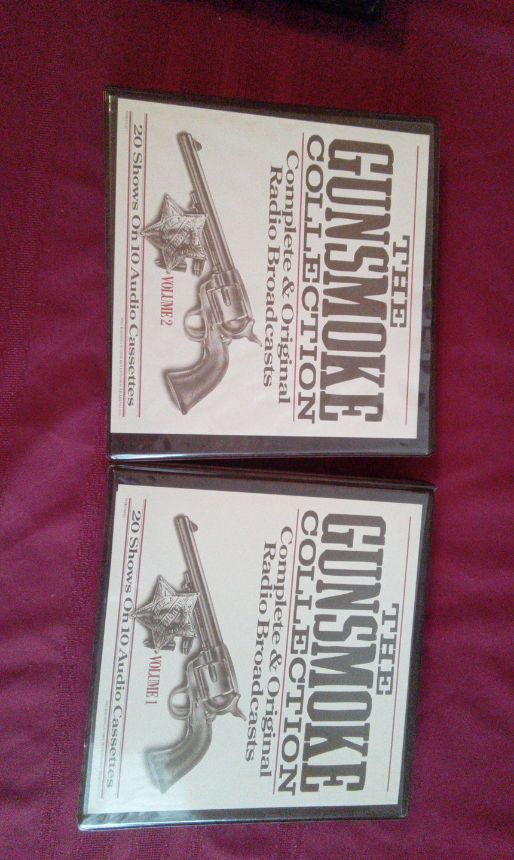 THE
GUNSMOKE
COLLECTION
Complete & Original
Radio Broadcasts
VOLUME 2
20 Shows On 10 Audio Cassettes
THE
GUNSMOKE
COLLECTION
Complete & Original
Radio Broadcasts
VOLUME 1
20 Shows On 10 Audio Cassettes